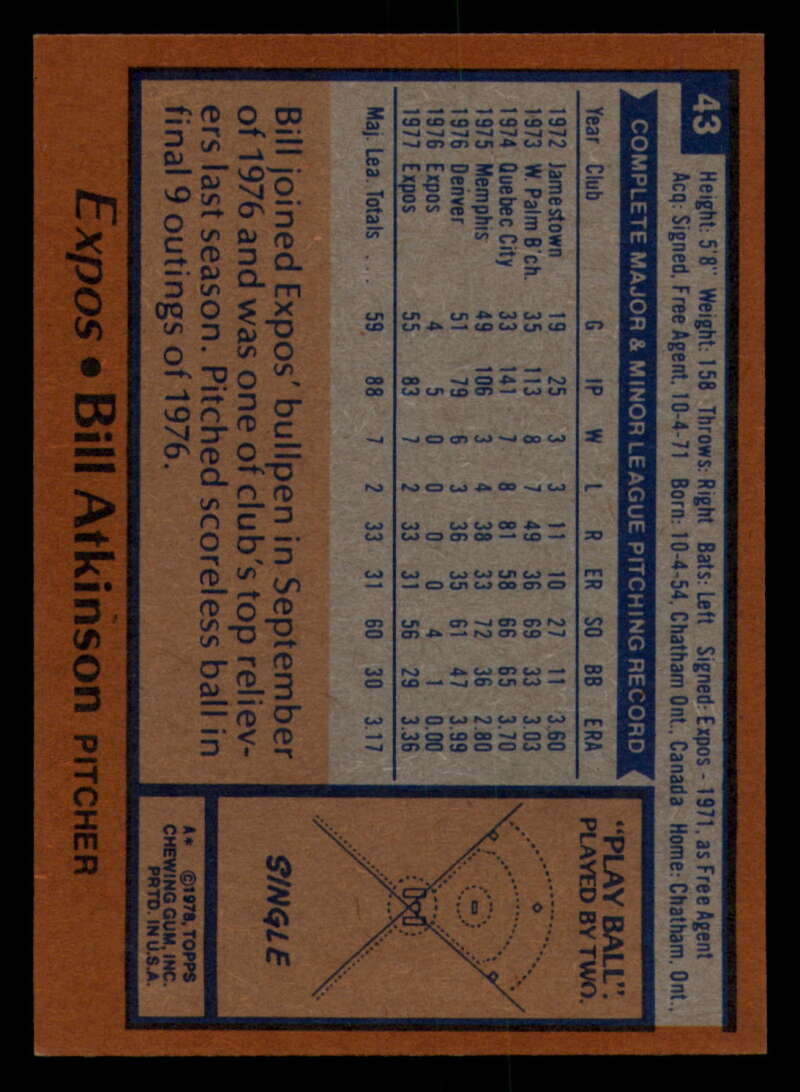 43
Height: 5'8" Weight: 158 Throws: Right Bats: Left Signed: Expos - 1971, as Free Agent
Acq: Signed, Free Agent, 10-4-71 Born: 10-4-54, Chatham Ont., Canada Home: Chatham, Ont.,
COMPLETE MAJOR & MINOR LEAGUE PITCHING RECORD
Year Club G IP W L R ER SO BB ERA
1972 Jamestown 19 25 3 3 11 10 27 11 3.60
1973 W Palm B'ch. 35 113 8 7 49 36 69 33 3.03
1974 Quebec City 33 141 7 8 81 58 66 65 3.70
1975 Memphis 49 106 3 4 38 33 72 36 2.80
1976 Denver 51 79 6 3 36 35 61 47 3.99
1976 Expos 4 5 0 0 0 0 4 1 0.00
1977 Expos 55 83 7 2 33 31 56 29 3.36
Maj. Lea. Totals .... 59 88 7 2 33 31 60 30 3.17
Bill joined Expos' bullpen in September
of 1976 and was one of club's top reliev-
ers last season. Pitched scoreless ball in
final 9 outings of 1976.
"PLAY BALL":
PLAYED BY TWO.
SINGLE
A* ©1978, TOPPS
CHEWING GUM, INC.
PRTD. IN U.S.A.
Expos • Bill Atkinson PITCHER